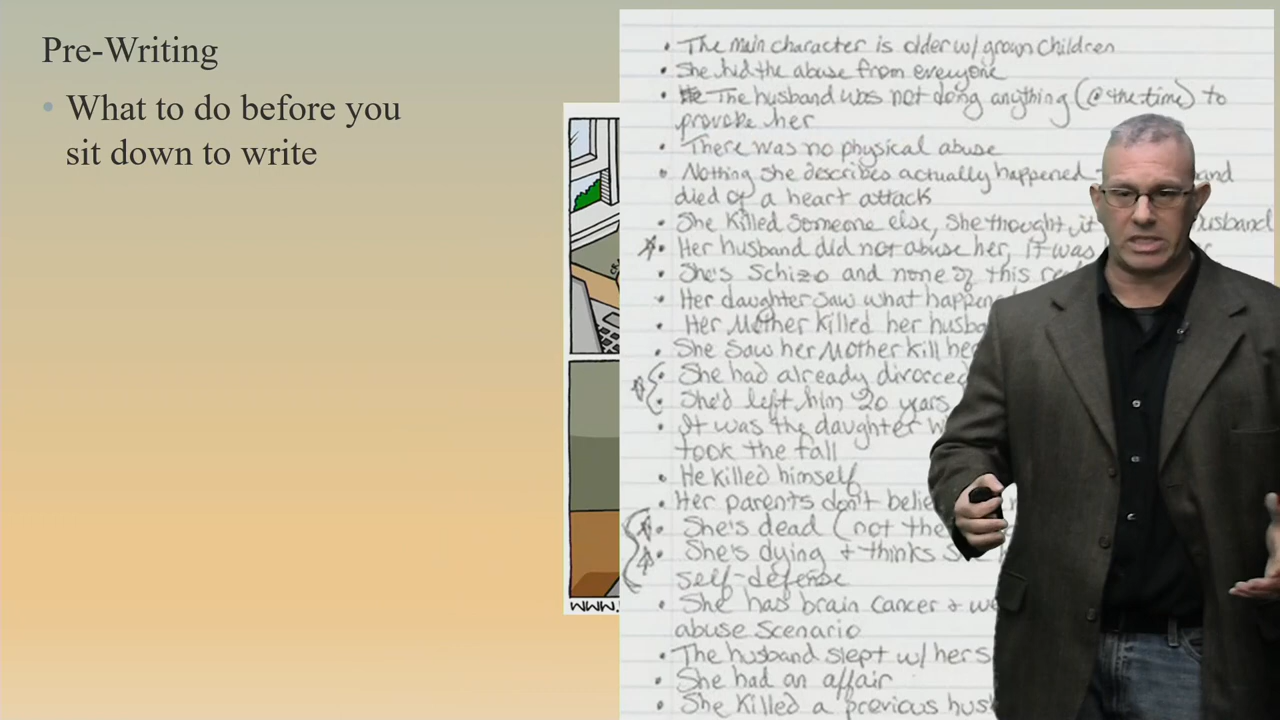 Pre-Writing
• What to do before you
sit down to write
• The main character is older w/ grown children
• She hid the abuse from everyone
• The husband was not doing anything (@ the time) to
provoke her
• There was no physical abuse
• Nothing she describes actually happened
died of a heart attack
• She killed someone else, she thought it
• Her husband did not abuse her, it was
• She's Schizo and none of this
• Her daughter saw what
• Her Mother killed her
• She saw her Mother kill
• She had already divorced
• She'd left him 20 years
• It was the daughter
took the fall
• He killed himself
• Her parents don't
• She's dead (not the
• She's dying + thinks
self-defense
• She has brain cancer +
abuse scenario
• The husband slept w/ her
• She had an affair
• She killed a previous
WWW.